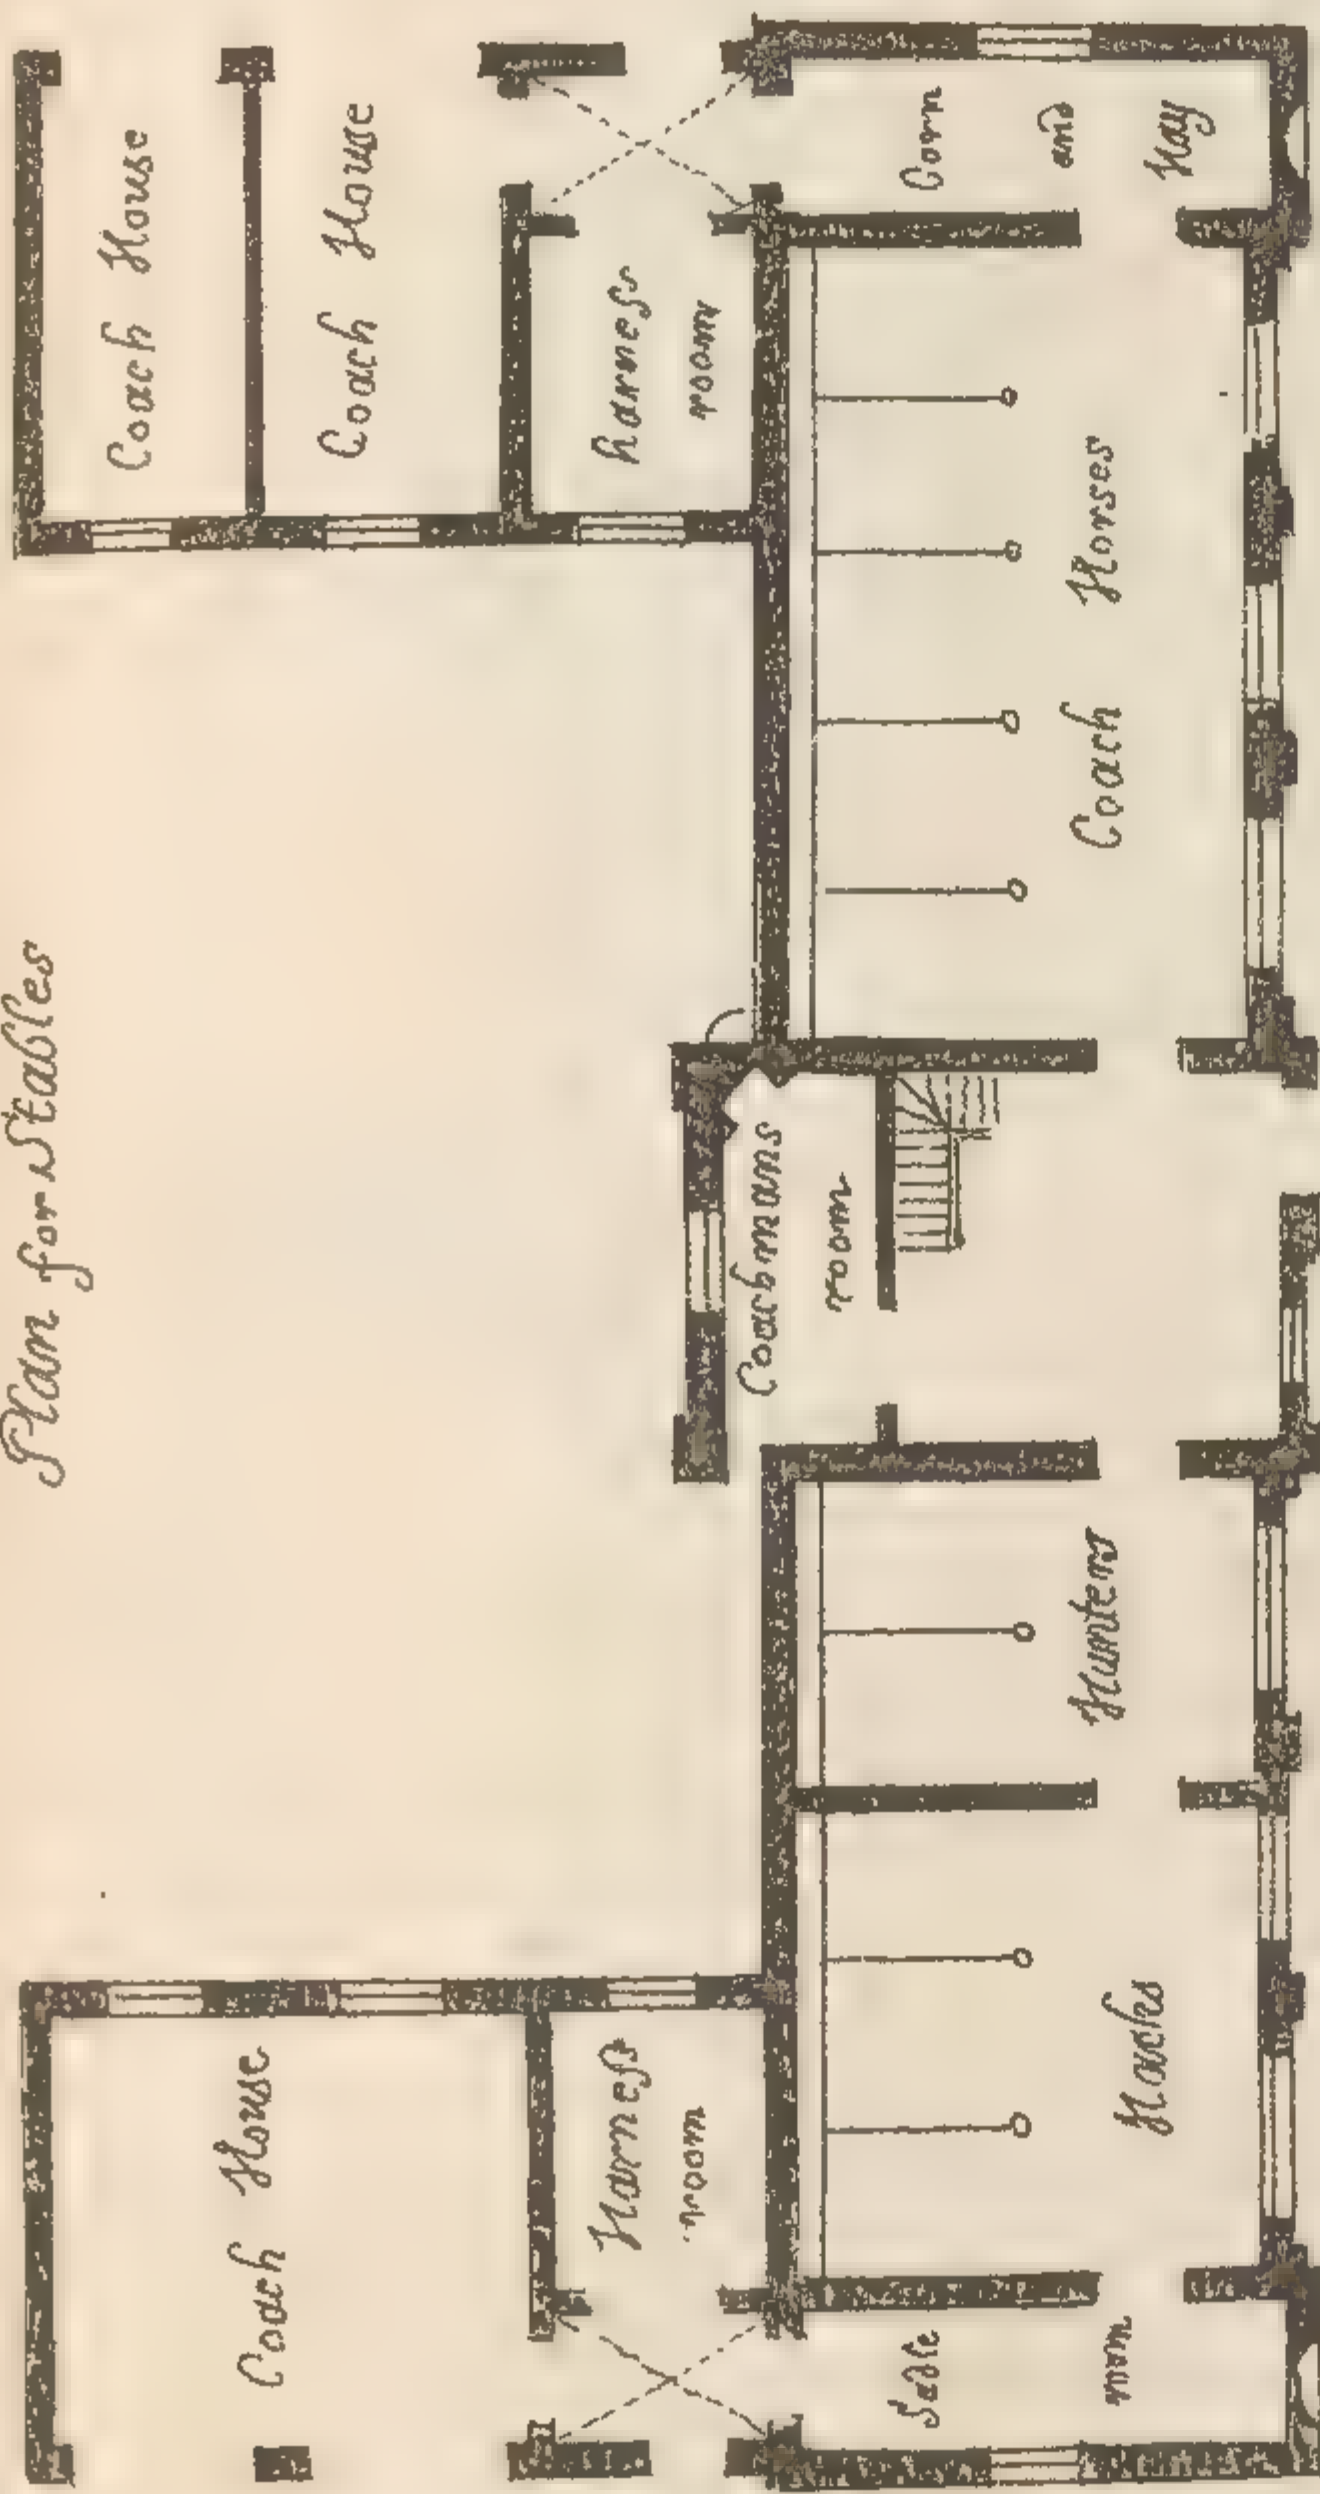 Plan for Stables
Coach House
Coach House
Coach House
Harneß
room
harneſs
room
Coachmans
room
Sadle
room
Hacks
Hunters
Coach Horses
Corn
and
Hay